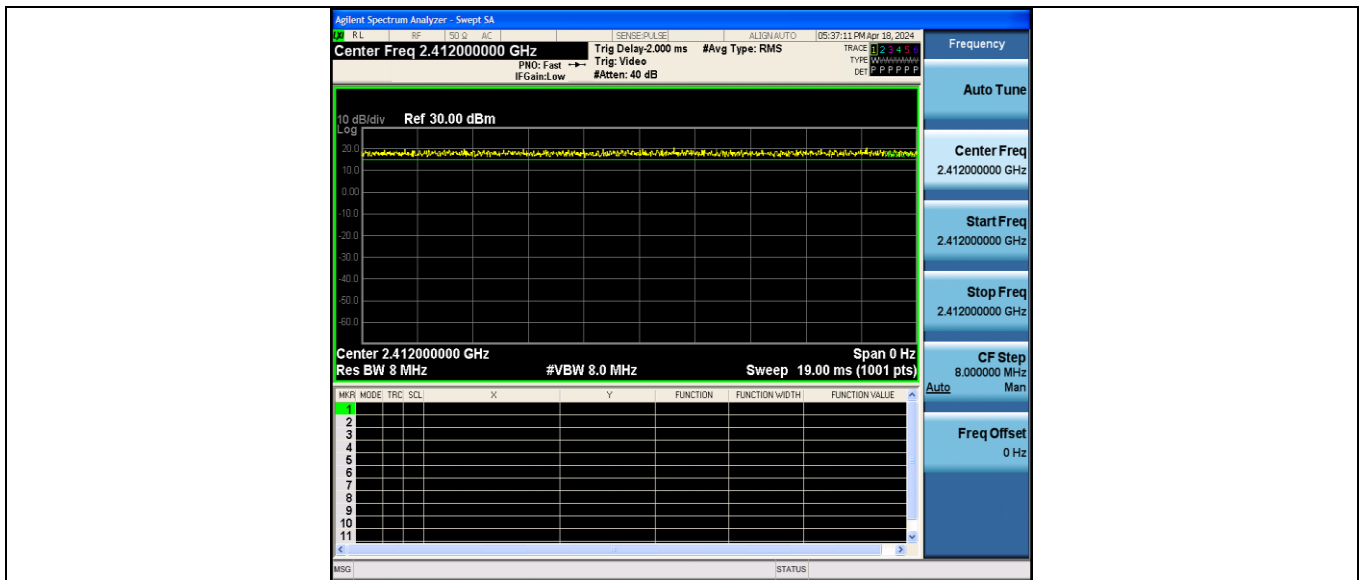 Agilent Spectrum Analyzer - Swept SA
RL RF 50 Ω AC SENSE:PULSE ALIGNAUTO 05:37:11 PM Apr 18, 2024
Center Freq 2.412000000 GHz
PNO: Fast
IFGain:Low
Trig Delay-2.000 ms
Trig: Video
#Atten: 40 dB
#Avg Type: RMS
TRACE 1 2 3 4 5 6
TYPE
DET P P P P P P
10 dB/div Ref 30.00 dBm
Log
20.0
10.0
0.00
-10.0
-20.0
-30.0
-40.0
-50.0
-60.0
Center 2.412000000 GHz Span 0 Hz
Res BW 8 MHz #VBW 8.0 MHz Sweep 19.00 ms (1001 pts)
MKR MODE TRC SCL X Y FUNCTION FUNCTION WIDTH FUNCTION VALUE
1
2
3
4
5
6
7
8
9
10
11
MSG STATUS
Frequency
Auto Tune
Center Freq
2.412000000 GHz
Start Freq
2.412000000 GHz
Stop Freq
2.412000000 GHz
CF Step
8.000000 MHz
Auto Man
Freq Offset
0 Hz